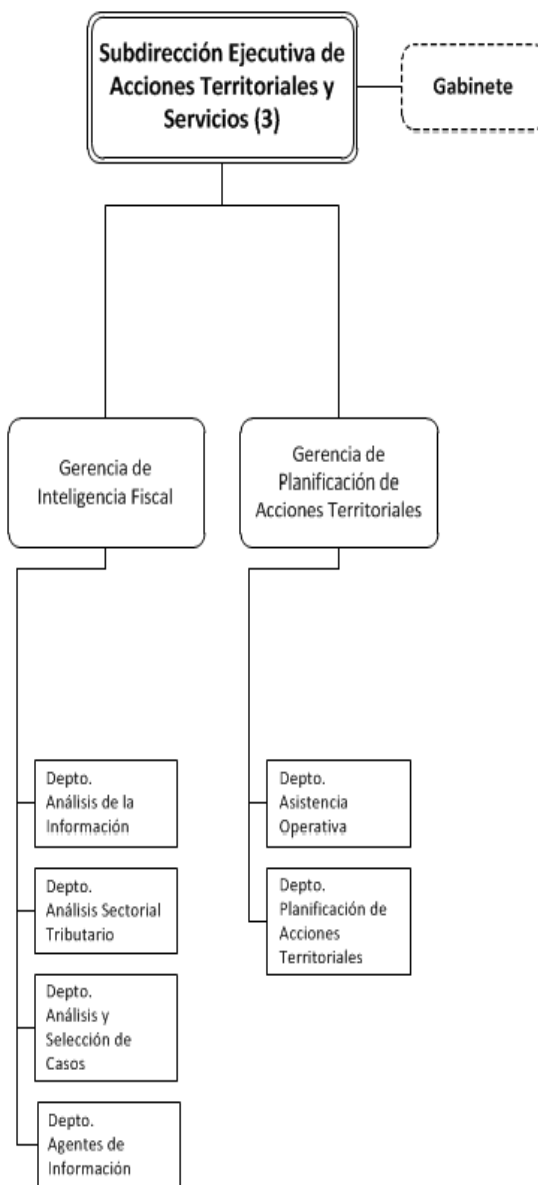 Subdirección Ejecutiva de
Acciones Territoriales y
Servicios (3)
Gabinete
Gerencia de
Inteligencia Fiscal
Gerencia de
Planificación de
Acciones Territoriales
Depto.
Análisis de la
Información
Depto.
Análisis Sectorial
Tributario
Depto.
Análisis y
Selección de
Casos
Depto.
Agentes de
Información
Depto.
Asistencia
Operativa
Depto.
Planificación de
Acciones
Territoriales